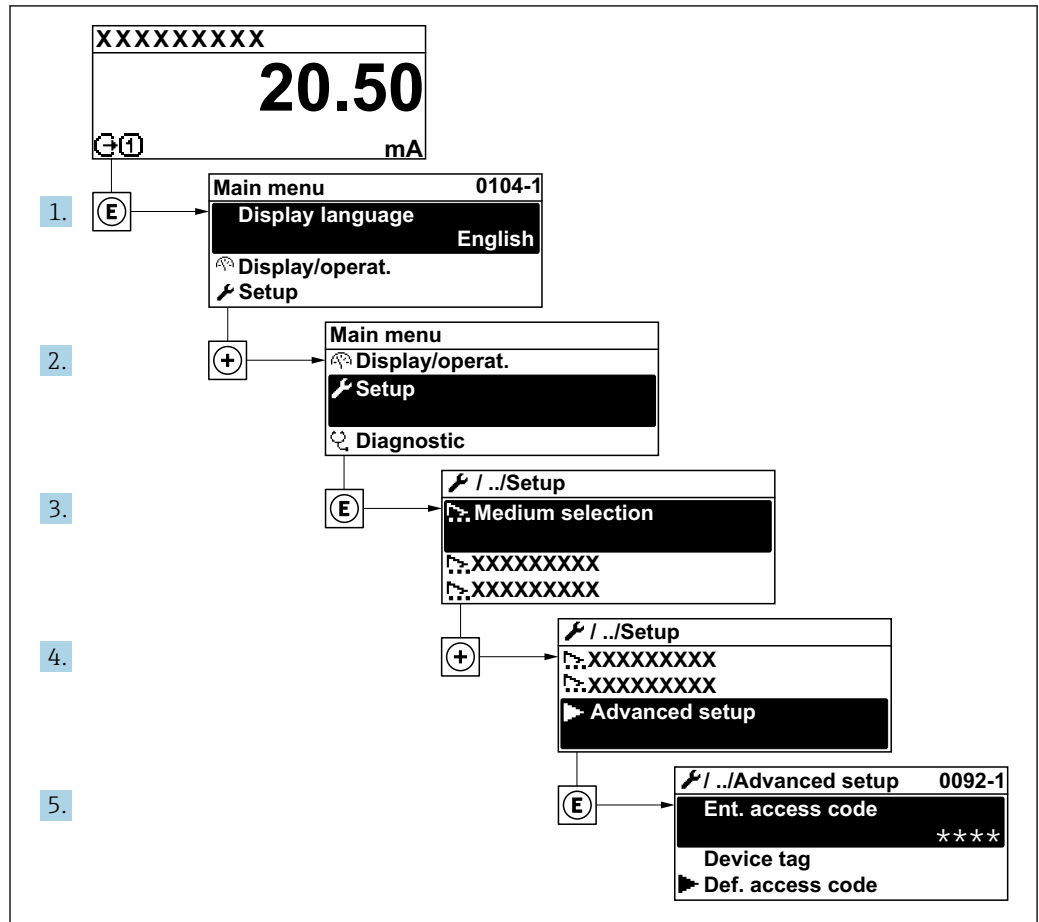 XXXXXXXXX
20.50
1 mA
1. E
Main menu 0104-1
Display language
English
Display/operat.
Setup
2. +
Main menu
Display/operat.
Setup
Diagnostic
3. E
/ ../Setup
Medium selection
XXXXXXXXX
XXXXXXXXX
4. +
/ ../Setup
XXXXXXXXX
XXXXXXXXX
Advanced setup
5. E
/ ../Advanced setup 0092-1
Ent. access code
****
Device tag
Def. access code